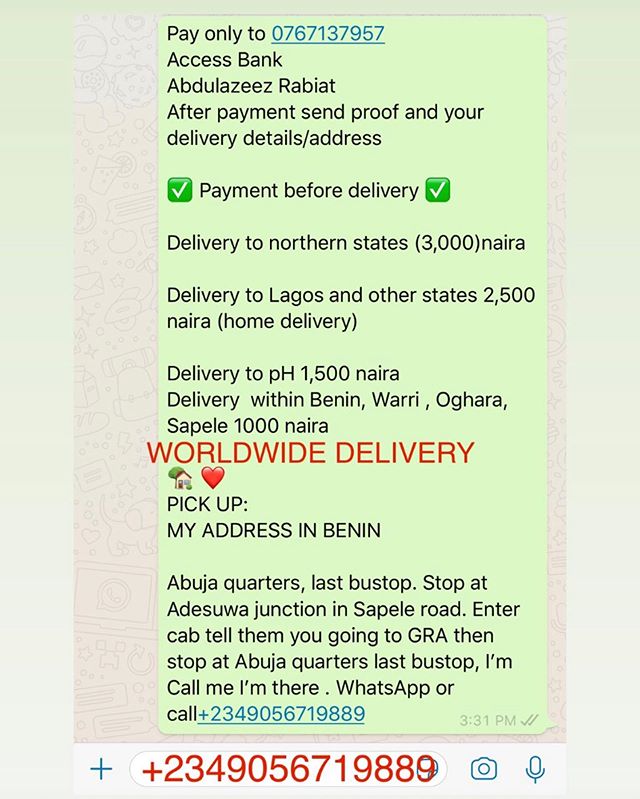 Pay only to 0767137957
Access Bank
Abdulazeez Rabiat
After payment send proof and your
delivery details/address
✅ Payment before delivery ✅
Delivery to northern states (3,000)naira
Delivery to Lagos and other states 2,500
naira (home delivery)
Delivery to pH 1,500 naira
Delivery  within Benin, Warri , Oghara,
Sapele 1000 naira
WORLDWIDE DELIVERY
🏡 ❤️
PICK UP:
MY ADDRESS IN BENIN
Abuja quarters, last bustop. Stop at
Adesuwa junction in Sapele road. Enter
cab tell them you going to GRA then
stop at Abuja quarters last bustop, I’m
Call me I’m there . WhatsApp or
call+2349056719889
3:31 PM
+2349056719889